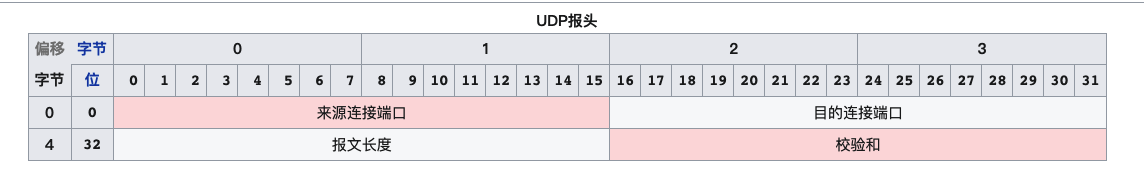 UDP报头
偏移 字节 0 1 2 3
字节 位 0 1 2 3 4 5 6 7 8 9 10 11 12 13 14 15 16 17 18 19 20 21 22 23 24 25 26 27 28 29 30 31
0 0 来源连接端口 目的连接端口
4 32 报文长度 校验和